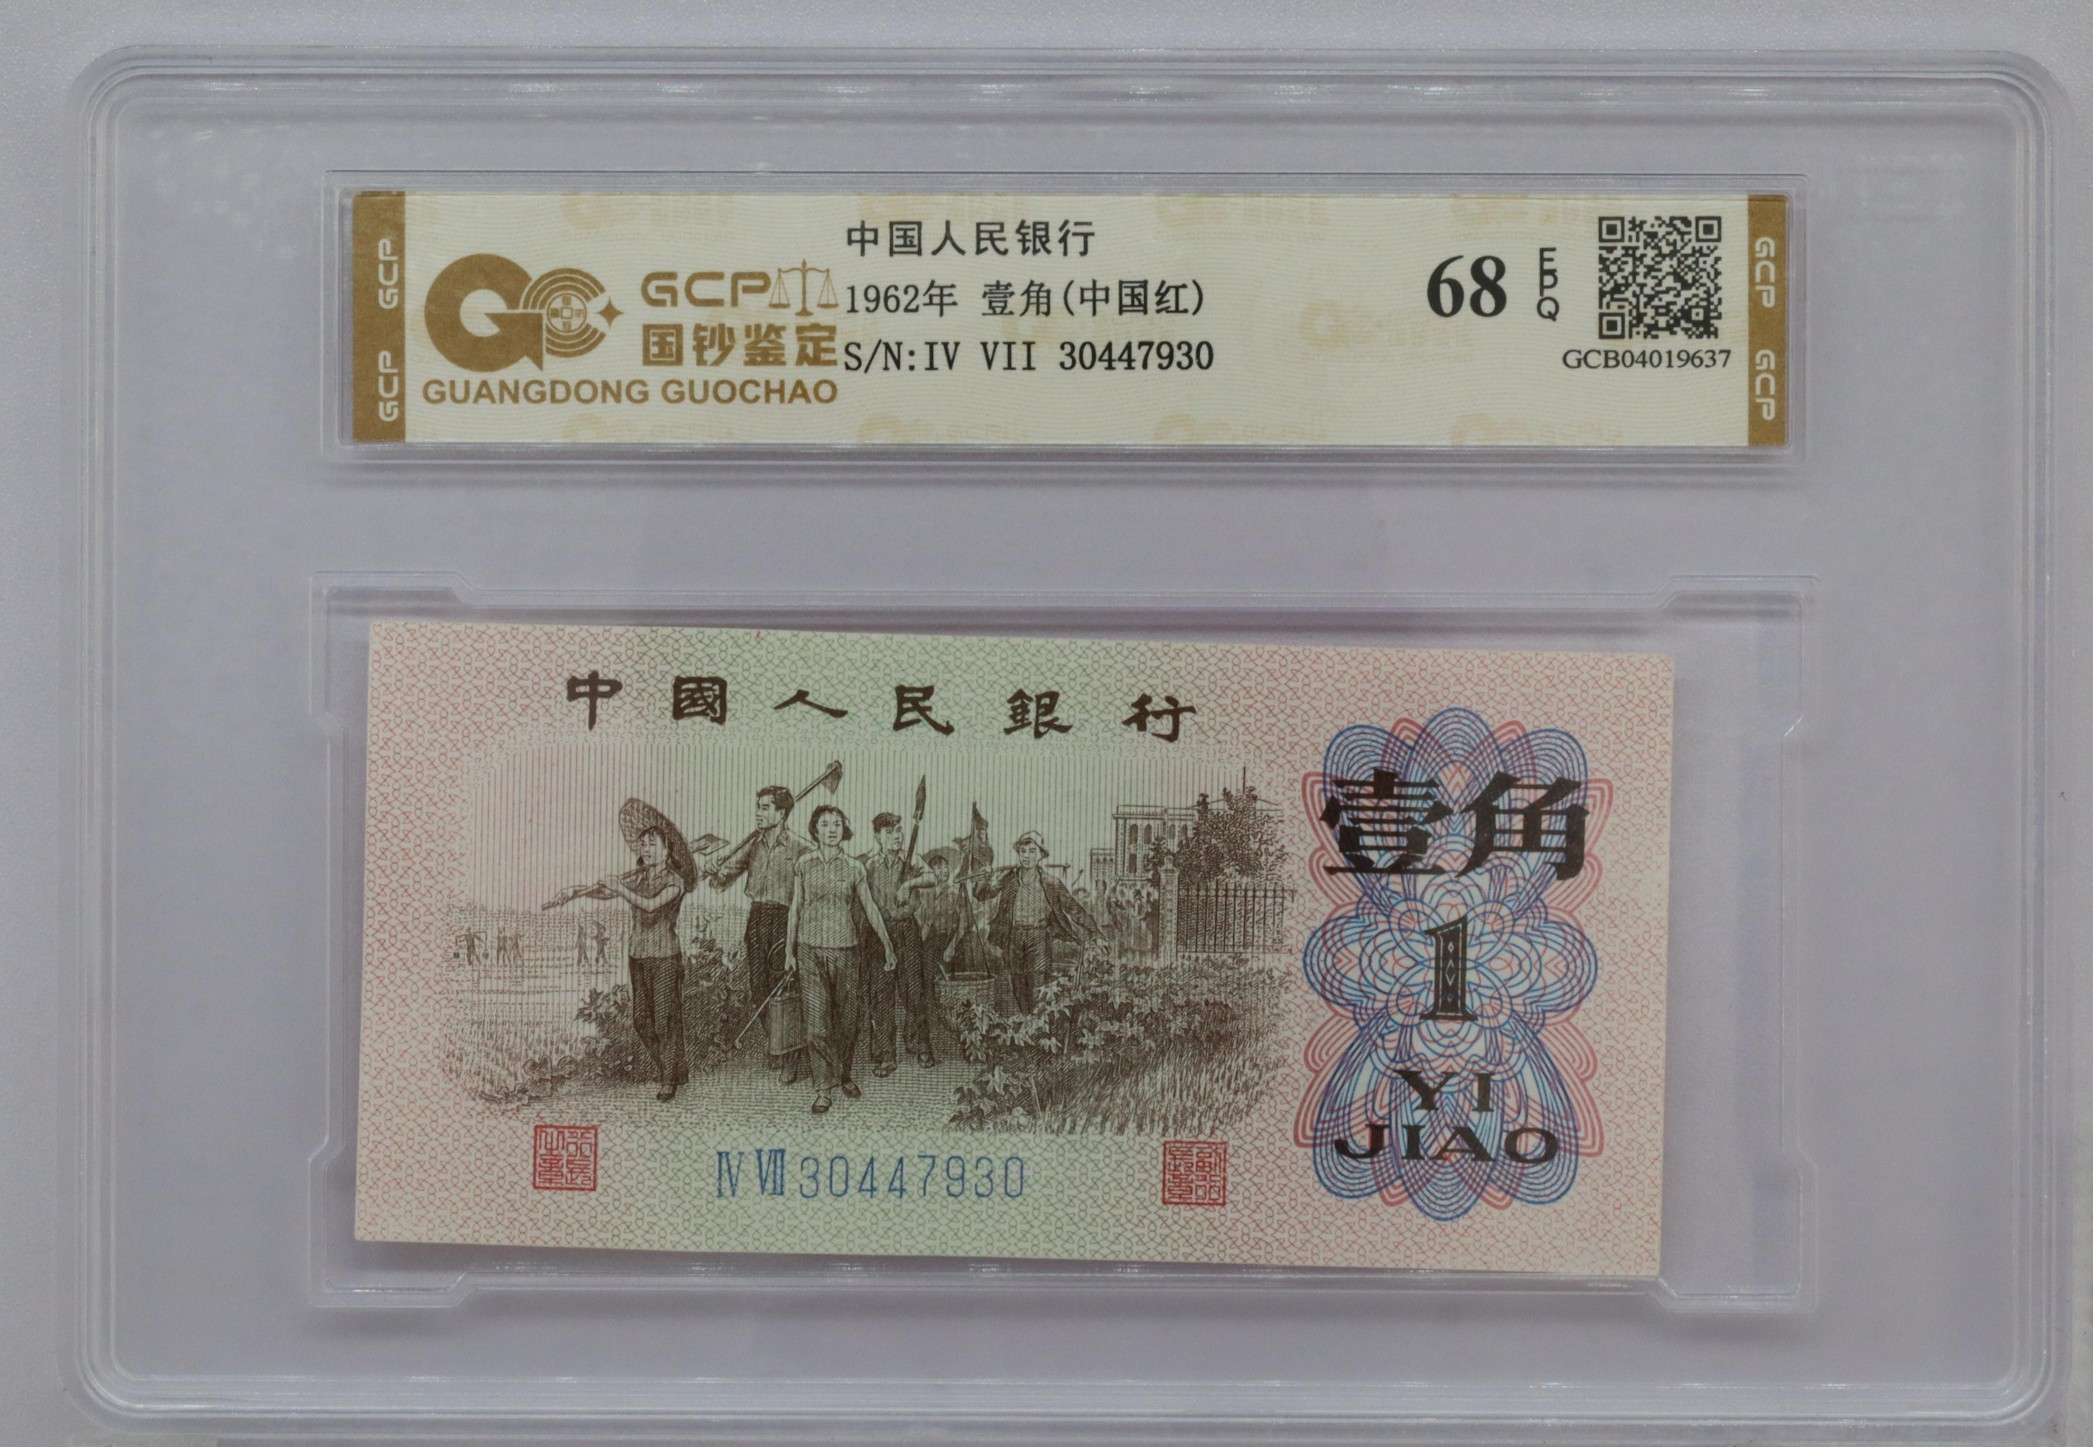 GCP
GCP
GCP
国钞鉴定
GUANGDONG GUOCHAO
中国人民银行
1962年 壹角(中国红)
S/N:IV VII 30447930
68
EPQ
GCB04019637
GCP
GCP
中國人民銀行
壹角
1
YI
JIAO
IV VII 30447930